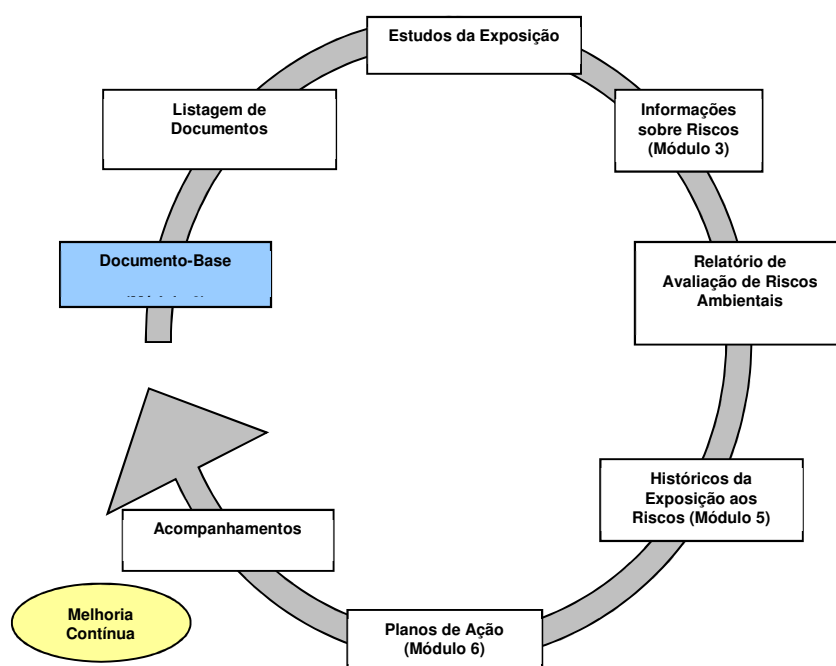 Estudos da Exposição
Listagem de
Documentos
Informações
sobre Riscos
(Módulo 3)
Documento-Base
Relatório de
Avaliação de Riscos
Ambientais
Históricos da
Exposição aos
Riscos (Módulo 5)
Acompanhamentos
Melhoria
Contínua
Planos de Ação
(Módulo 6)